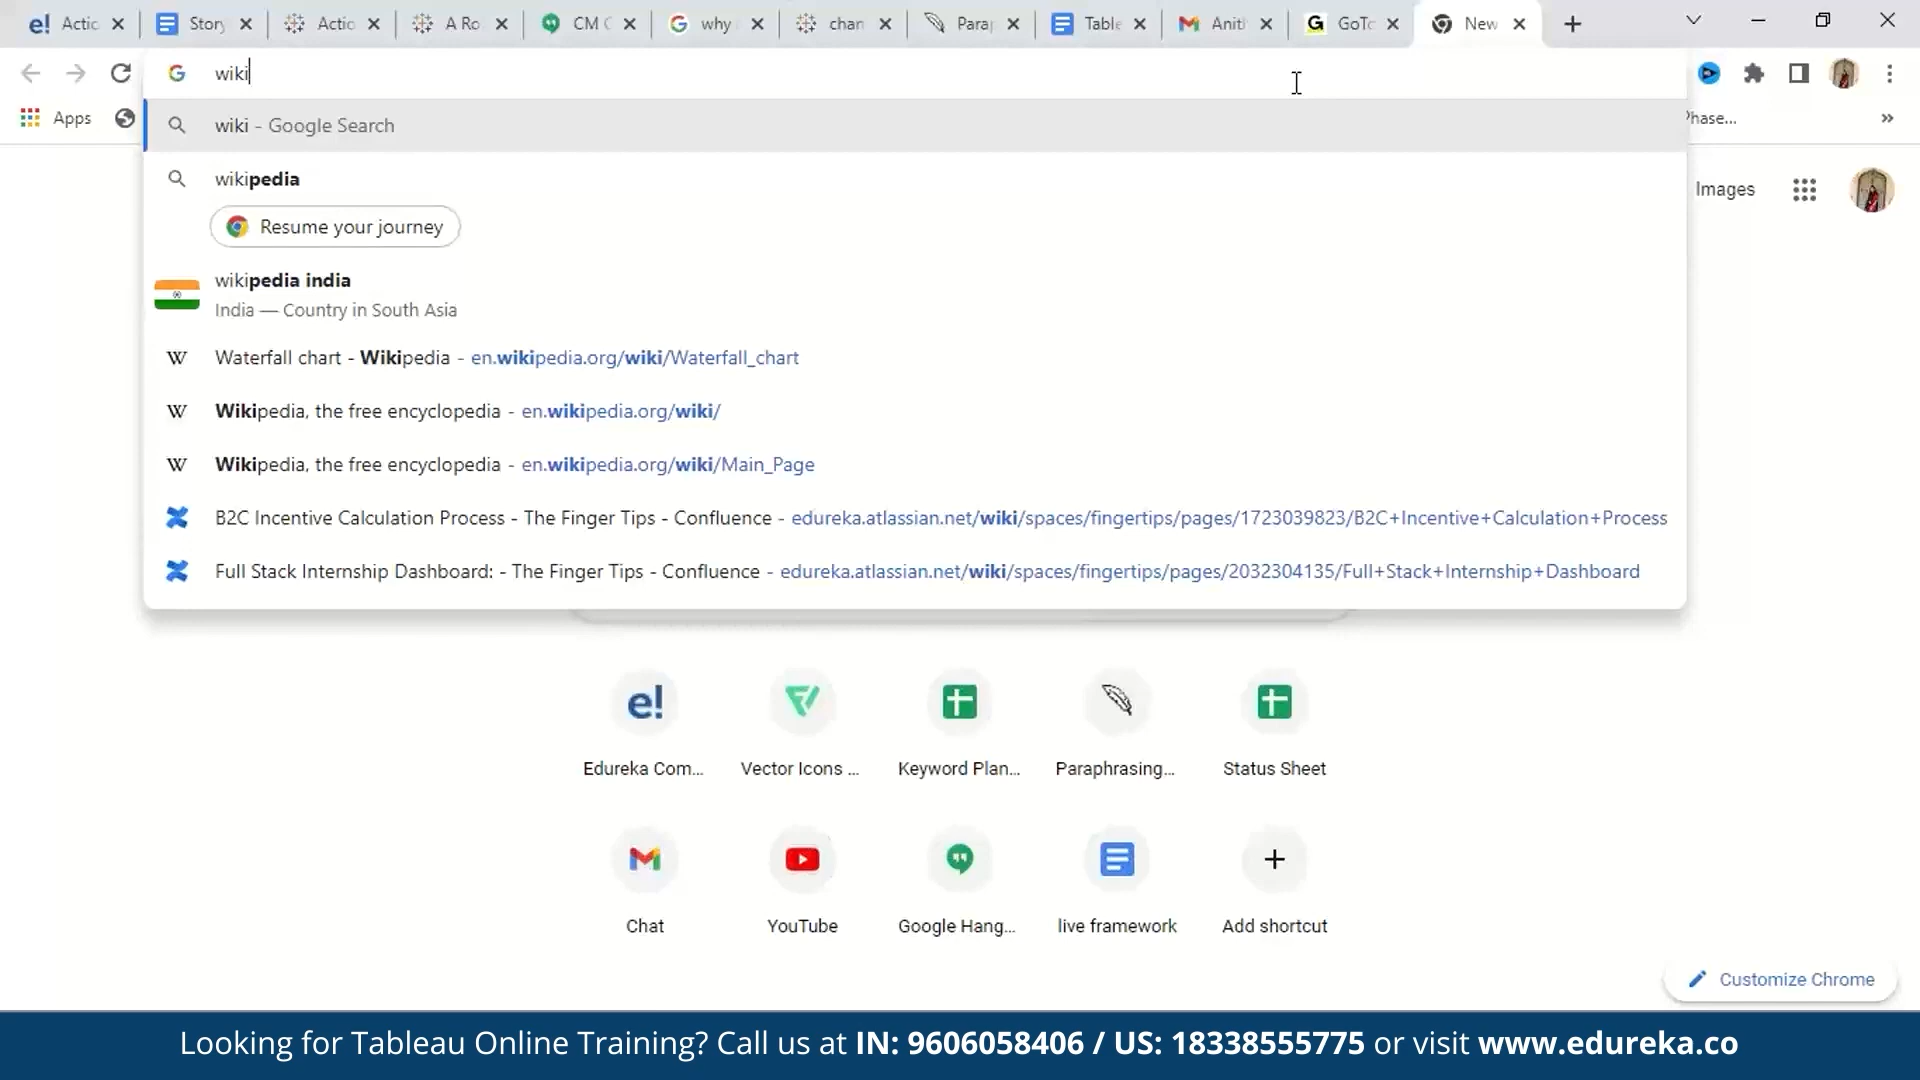 e! Actio
Story
Actio
A Ro
CM C
why
chan
Parap
Table
Anit
GoTo
New
wiki
Apps
Phase...
»
wiki - Google Search
wikipedia
Resume your journey
wikipedia india
India — Country in South Asia
W Waterfall chart - Wikipedia - en.wikipedia.org/wiki/Waterfall_chart
W Wikipedia, the free encyclopedia - en.wikipedia.org/wiki/
W Wikipedia, the free encyclopedia - en.wikipedia.org/wiki/Main_Page
B2C Incentive Calculation Process - The Finger Tips - Confluence - edureka.atlassian.net/wiki/spaces/fingertips/pages/1723039823/B2C+Incentive+Calculation+Process
Full Stack Internship Dashboard: - The Finger Tips - Confluence - edureka.atlassian.net/wiki/spaces/fingertips/pages/2032304135/Full+Stack+Internship+Dashboard
Images
e!
Edureka Com...
Vector Icons ...
Keyword Plan...
Paraphrasing...
Status Sheet
Chat
YouTube
Google Hang...
live framework
Add shortcut
Customize Chrome
Looking for Tableau Online Training? Call us at IN: 9606058406 / US: 18338555775 or visit www.edureka.co